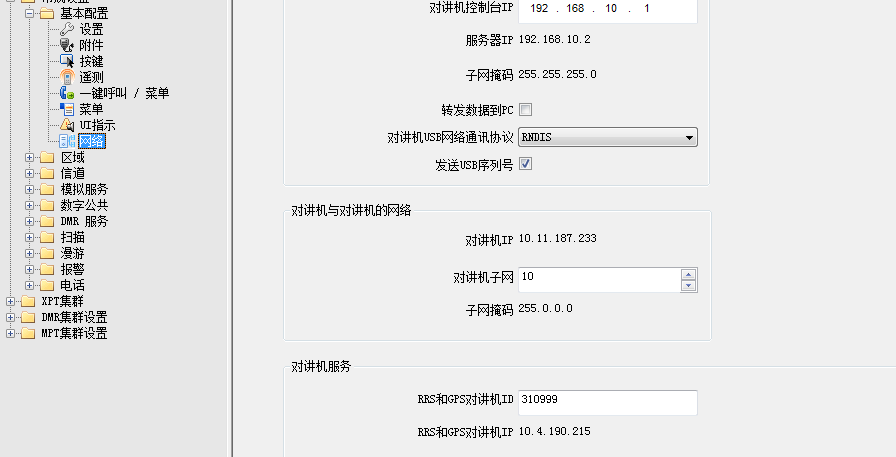 基本配置
设置
附件
按键
遥测
一键呼叫 / 菜单
菜单
UI指示
网络
区域
信道
模拟服务
数字公共
DMR 服务
扫描
漫游
报警
电话
XPT集群
DMR集群设置
MPT集群设置
对讲机控制台IP 192 . 168 . 10 . 1
服务器IP 192.168.10.2
子网掩码 255.255.255.0
转发数据到PC
对讲机USB网络通讯协议 RNDIS
发送USB序列号
对讲机与对讲机的网络
对讲机IP 10.11.187.233
对讲机子网 10
子网掩码 255.0.0.0
对讲机服务
RRS和GPS对讲机ID 310999
RRS和GPS对讲机IP 10.4.190.215